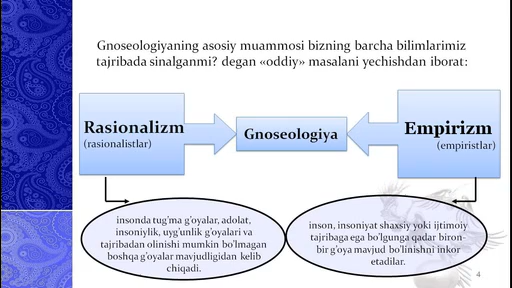 Gnoseologiyaning asosiy muammosi bizning barcha bilimlarimiz
tajribada sinalganmi? degan «oddiy» masalani yechishdan iborat:
Rasionalizm
(rasionalistlar)
Gnoseologiya
Empirizm
(empiristlar)
insonda tug'ma g'oyalar, adolat,
insoniylik, uyg'unlik g'oyalari va
tajribadan olinishi mumkin bo'lmagan
boshqa g'oyalar mavjudligidan kelib
chiqadi.
inson, insoniyat shaxsiy yoki ijtimoiy
tajribaga ega bo'lgunga qadar biron-
bir g'oya mavjud bo'linishni inkor
etadilar.
4